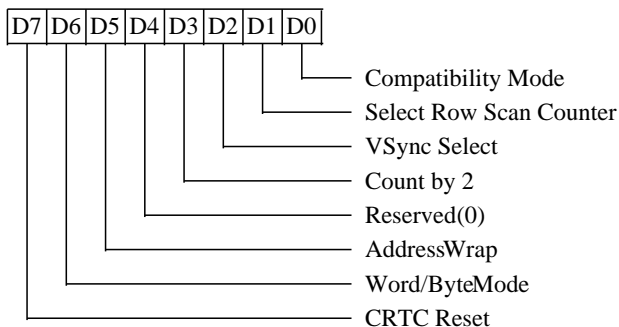 D7 D6 D5 D4 D3 D2 D1 D0
Compatibility Mode
Select Row Scan Counter
VSync Select
Count by 2
Reserved(0)
AddressWrap
Word/ByteMode
CRTC Reset